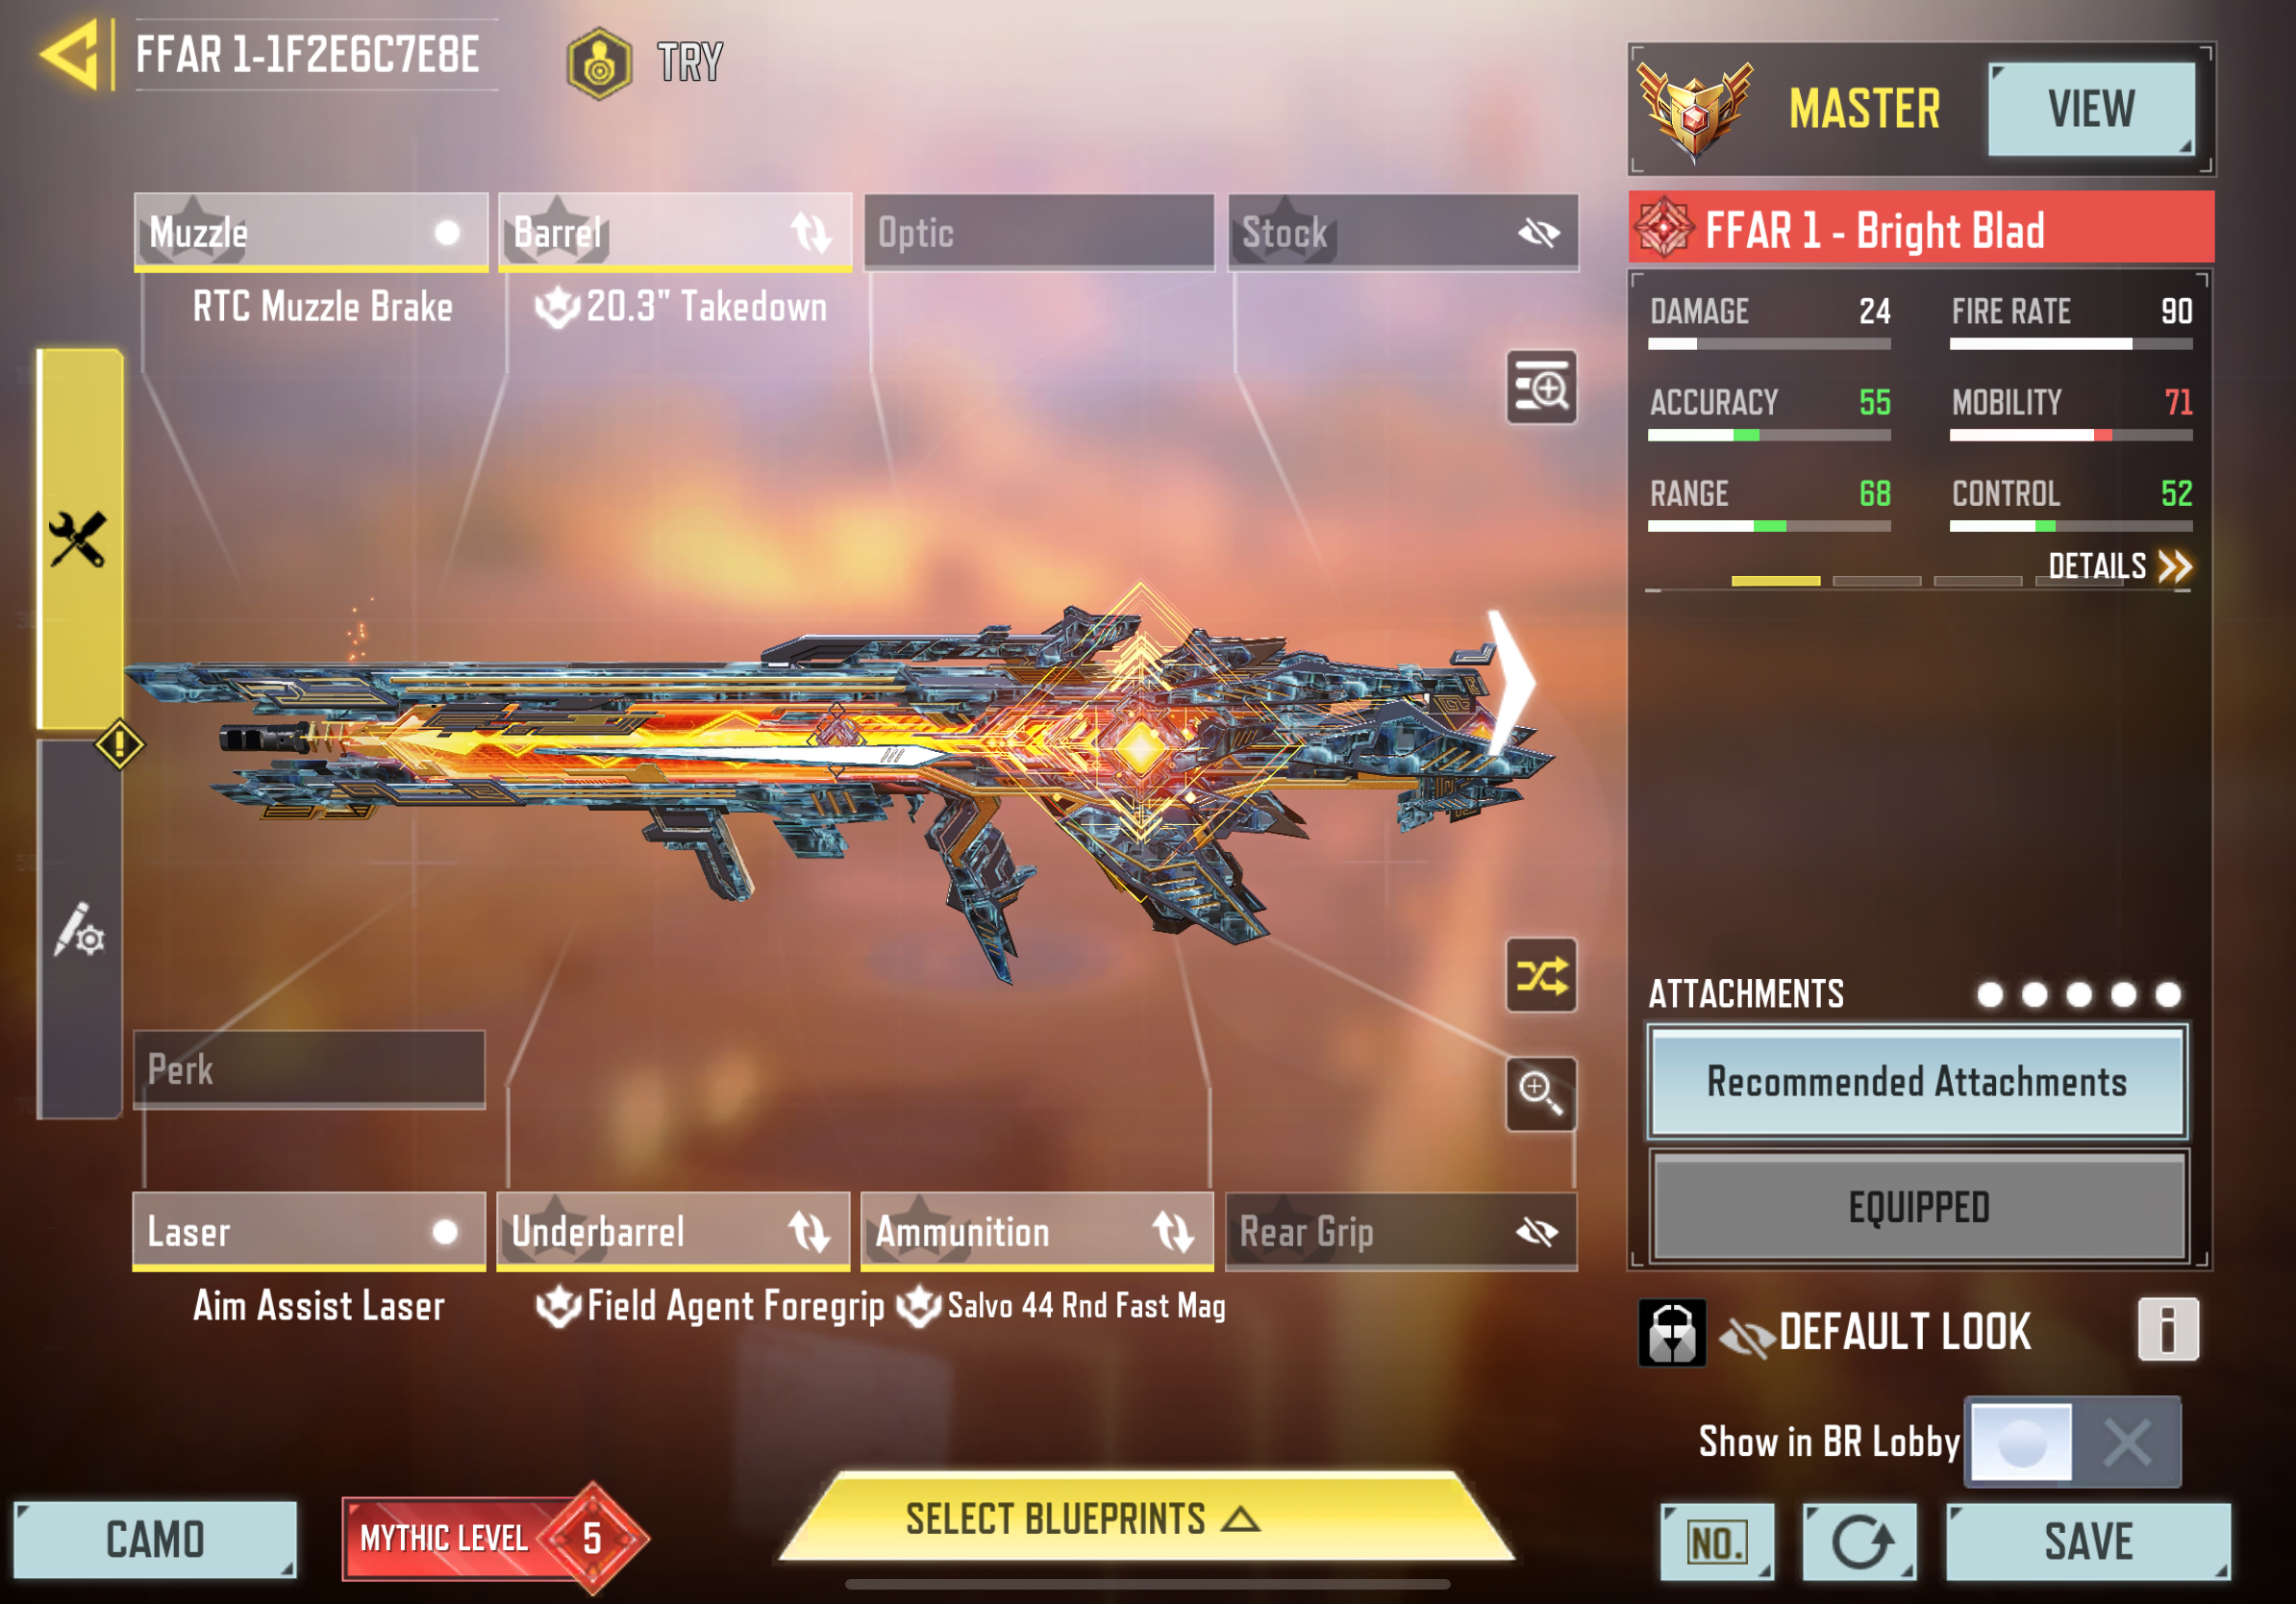 FFAR 1-1F2E6C7E8E
TRY
MASTER
VIEW
Muzzle
Barrel
Optic
Stock
RTC Muzzle Brake
20.3" Takedown
FFAR 1 - Bright Blad
DAMAGE 24
FIRE RATE 90
ACCURACY 55
MOBILITY 71
RANGE 68
CONTROL 52
DETAILS
ATTACHMENTS
Recommended Attachments
EQUIPPED
Perk
Laser
Underbarrel
Ammunition
Rear Grip
Aim Assist Laser
Field Agent Foregrip
Salvo 44 Rnd Fast Mag
DEFAULT LOOK
Show in BR Lobby
CAMO
MYTHIC LEVEL 5
SELECT BLUEPRINTS
NO.
SAVE